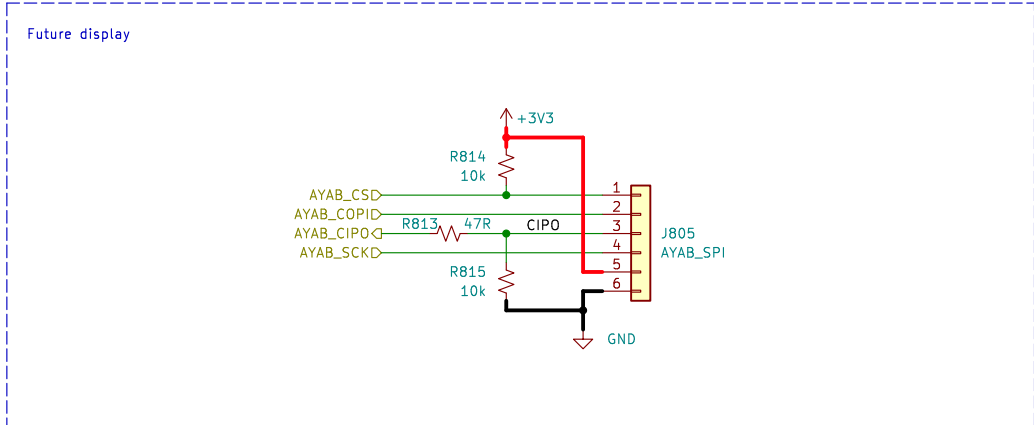 Future display
+3V3
R814
10k
AYAB_CS
1
AYAB_COPI
2
AYAB_CIPO
R813
47R
CIPO
3
J805
AYAB_SCK
4
AYAB_SPI
R815
10k
5
6
GND